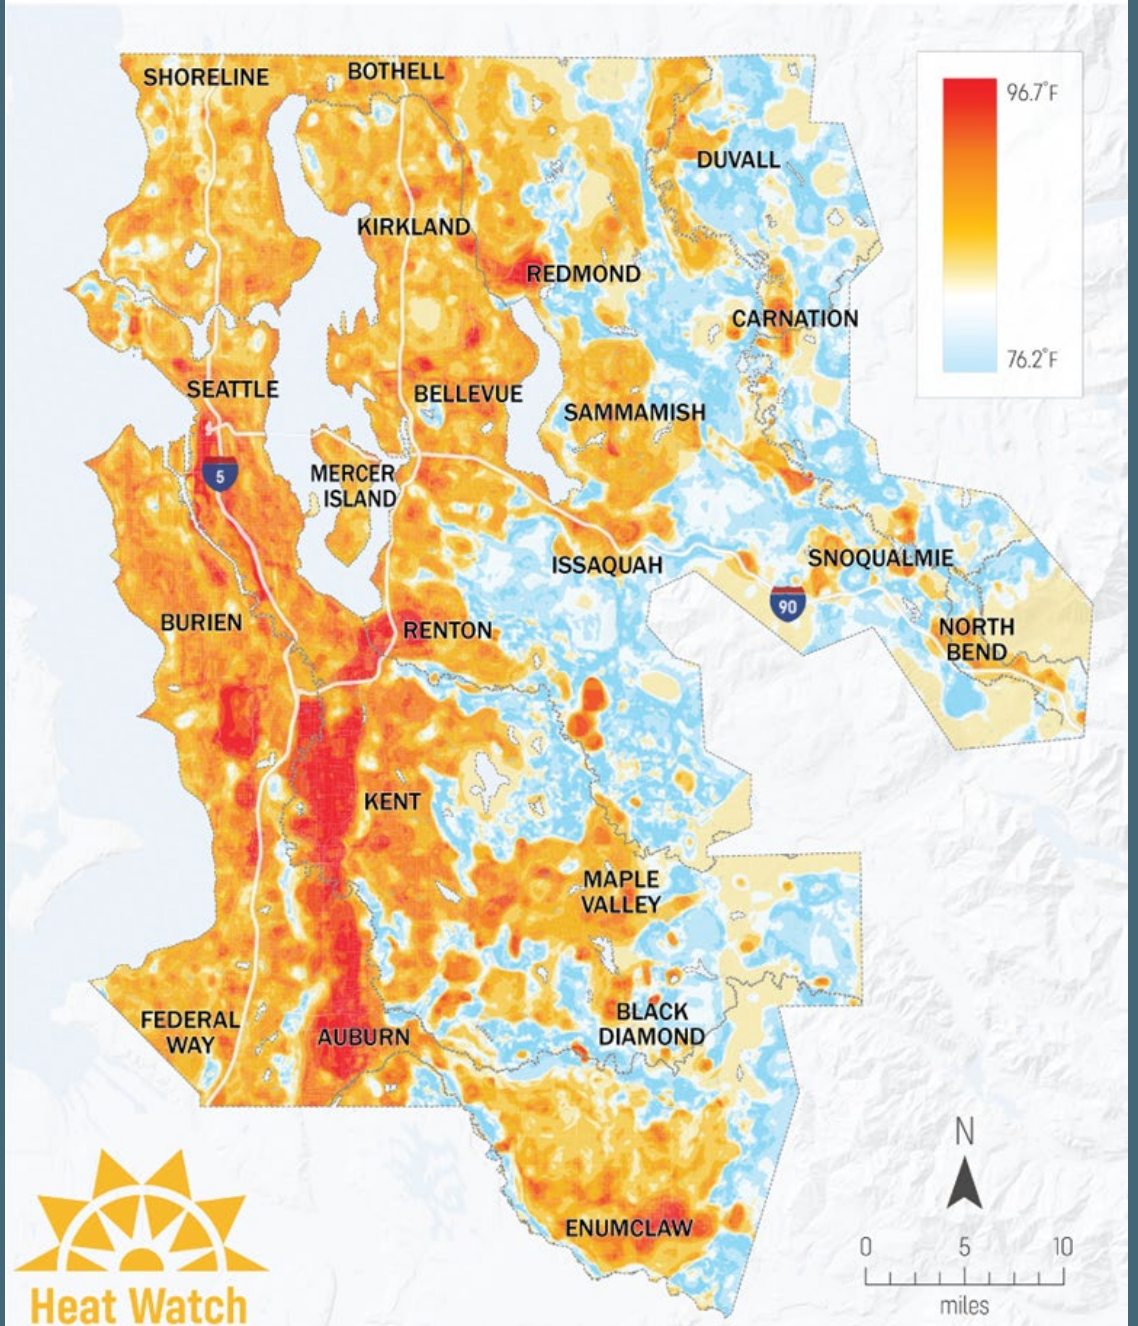 SHORELINE
BOTHELL
96.7°F
DUVALL
KIRKLAND
REDMOND
CARNATION
76.2°F
SEATTLE
BELLEVUE
SAMMAMISH
5
MERCER
ISLAND
ISSAQUAH
SNOQUALMIE
90
BURIEN
RENTON
NORTH
BEND
KENT
MAPLE
VALLEY
FEDERAL
WAY
AUBURN
BLACK
DIAMOND
N
ENUMCLAW
0 5 10
miles
Heat Watch